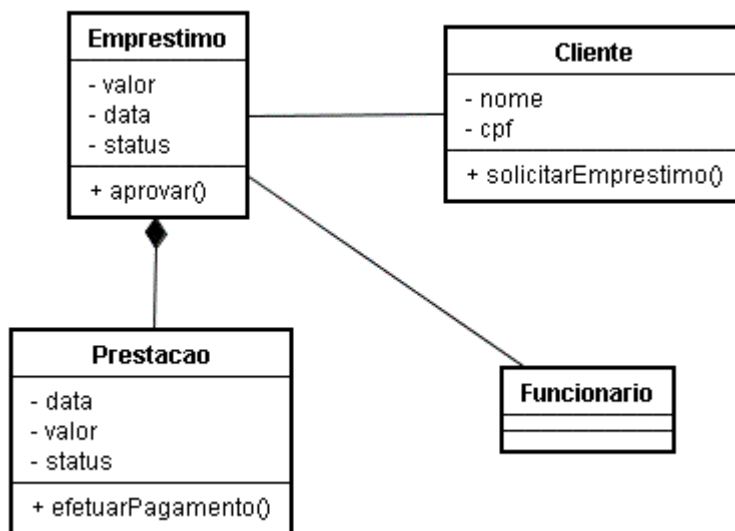 Emprestimo
- valor
- data
- status
+ aprovar()
Cliente
- nome
- cpf
+ solicitarEmprestimo()
Prestacao
- data
- valor
- status
+ efetuarPagamento()
Funcionario